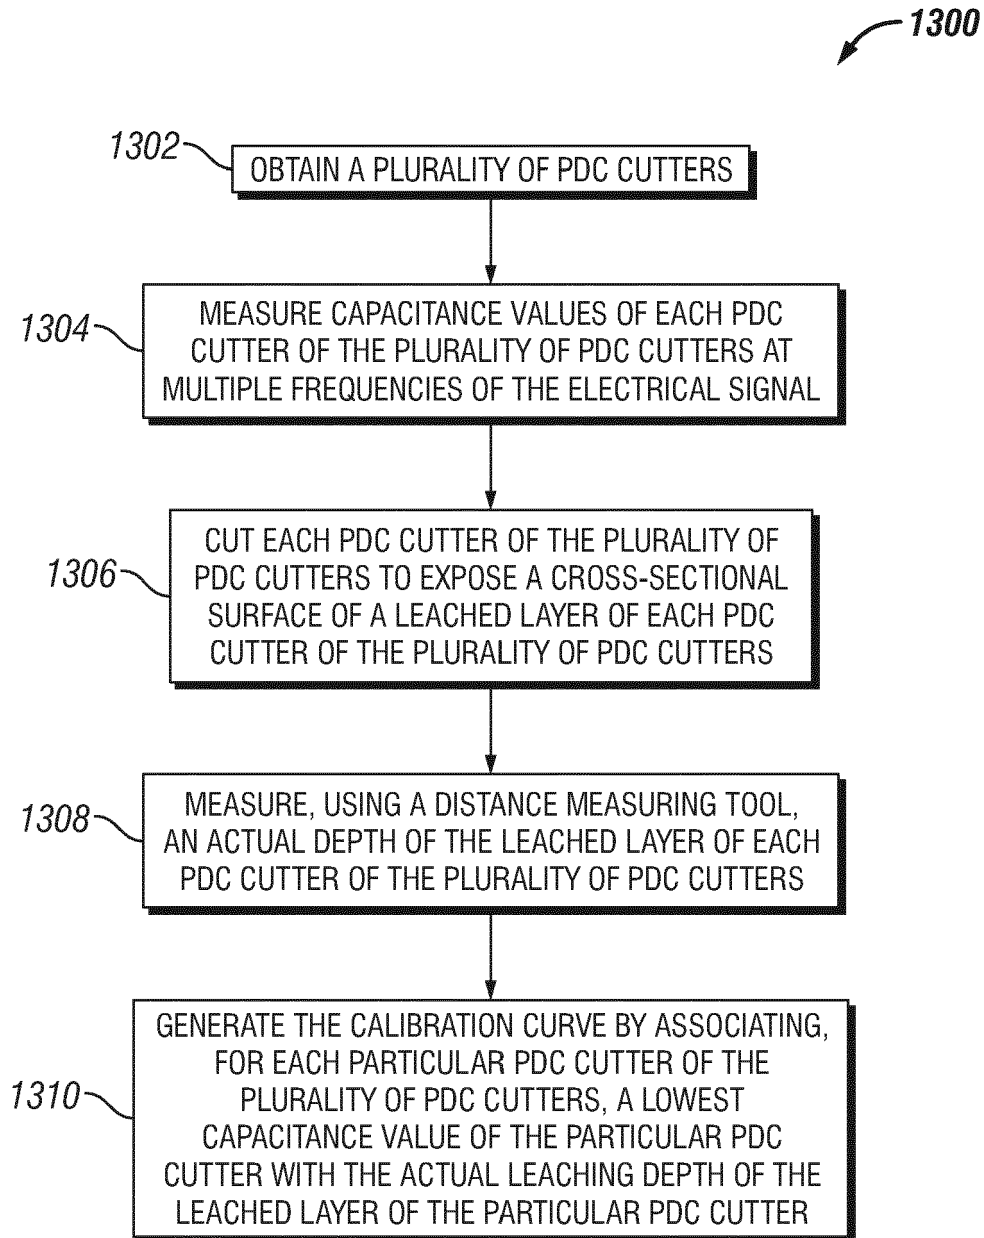 1300
1302
OBTAIN A PLURALITY OF PDC CUTTERS
1304
MEASURE CAPACITANCE VALUES OF EACH PDC
CUTTER OF THE PLURALITY OF PDC CUTTERS AT
MULTIPLE FREQUENCIES OF THE ELECTRICAL SIGNAL
1306
CUT EACH PDC CUTTER OF THE PLURALITY OF
PDC CUTTERS TO EXPOSE A CROSS-SECTIONAL
SURFACE OF A LEACHED LAYER OF EACH PDC
CUTTER OF THE PLURALITY OF PDC CUTTERS
1308
MEASURE, USING A DISTANCE MEASURING TOOL,
AN ACTUAL DEPTH OF THE LEACHED LAYER OF EACH
PDC CUTTER OF THE PLURALITY OF PDC CUTTERS
1310
GENERATE THE CALIBRATION CURVE BY ASSOCIATING,
FOR EACH PARTICULAR PDC CUTTER OF THE
PLURALITY OF PDC CUTTERS, A LOWEST
CAPACITANCE VALUE OF THE PARTICULAR PDC
CUTTER WITH THE ACTUAL LEACHING DEPTH OF THE
LEACHED LAYER OF THE PARTICULAR PDC CUTTER